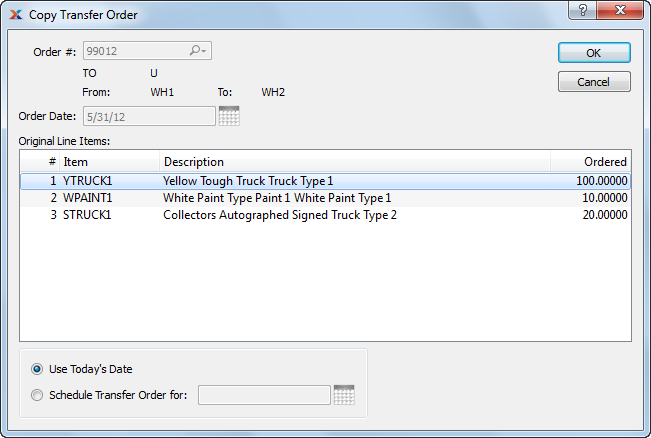 Copy Transfer Order
Order #: 99012 OK
TO U
From: WH1 To: WH2 Cancel
Order Date: 5/31/12
Original Line Items:
# Item Description Ordered
1 YTRUCK1 Yellow Tough Truck Truck Type 1 100.00000
2 WPAINT1 White Paint Type Paint 1 White Paint Type 1 10.00000
3 STRUCK1 Collectors Autographed Signed Truck Type 2 20.00000
Use Today's Date
Schedule Transfer Order for: